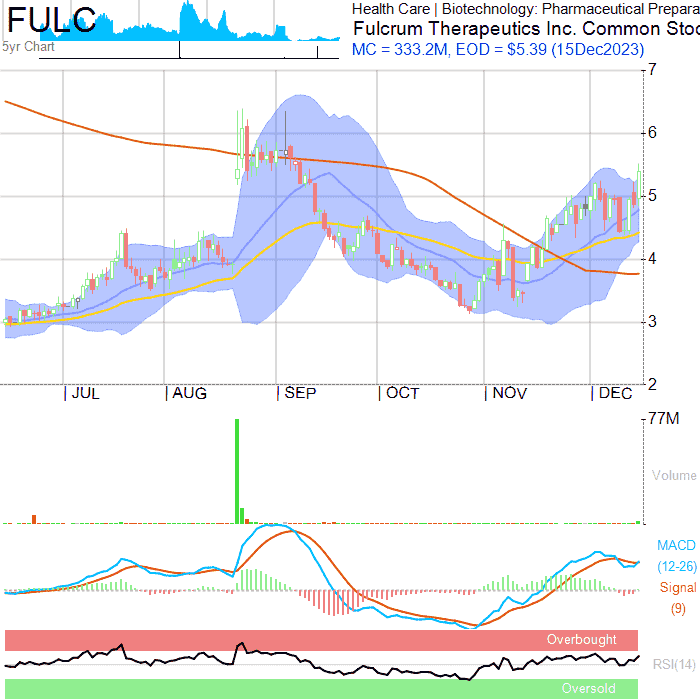 FULC
5yr Chart
Health Care | Biotechnology: Pharmaceutical Prepara
Fulcrum Therapeutics Inc. Common Stoc
MC = 333.2M, EOD = $5.39 (15Dec2023)
7
6
5
4
3
2
| JUL | AUG | SEP | OCT | NOV | DEC
77M
Volume
MACD
(12-26)
Signal
(9)
Overbought
RSI(14)
Oversold